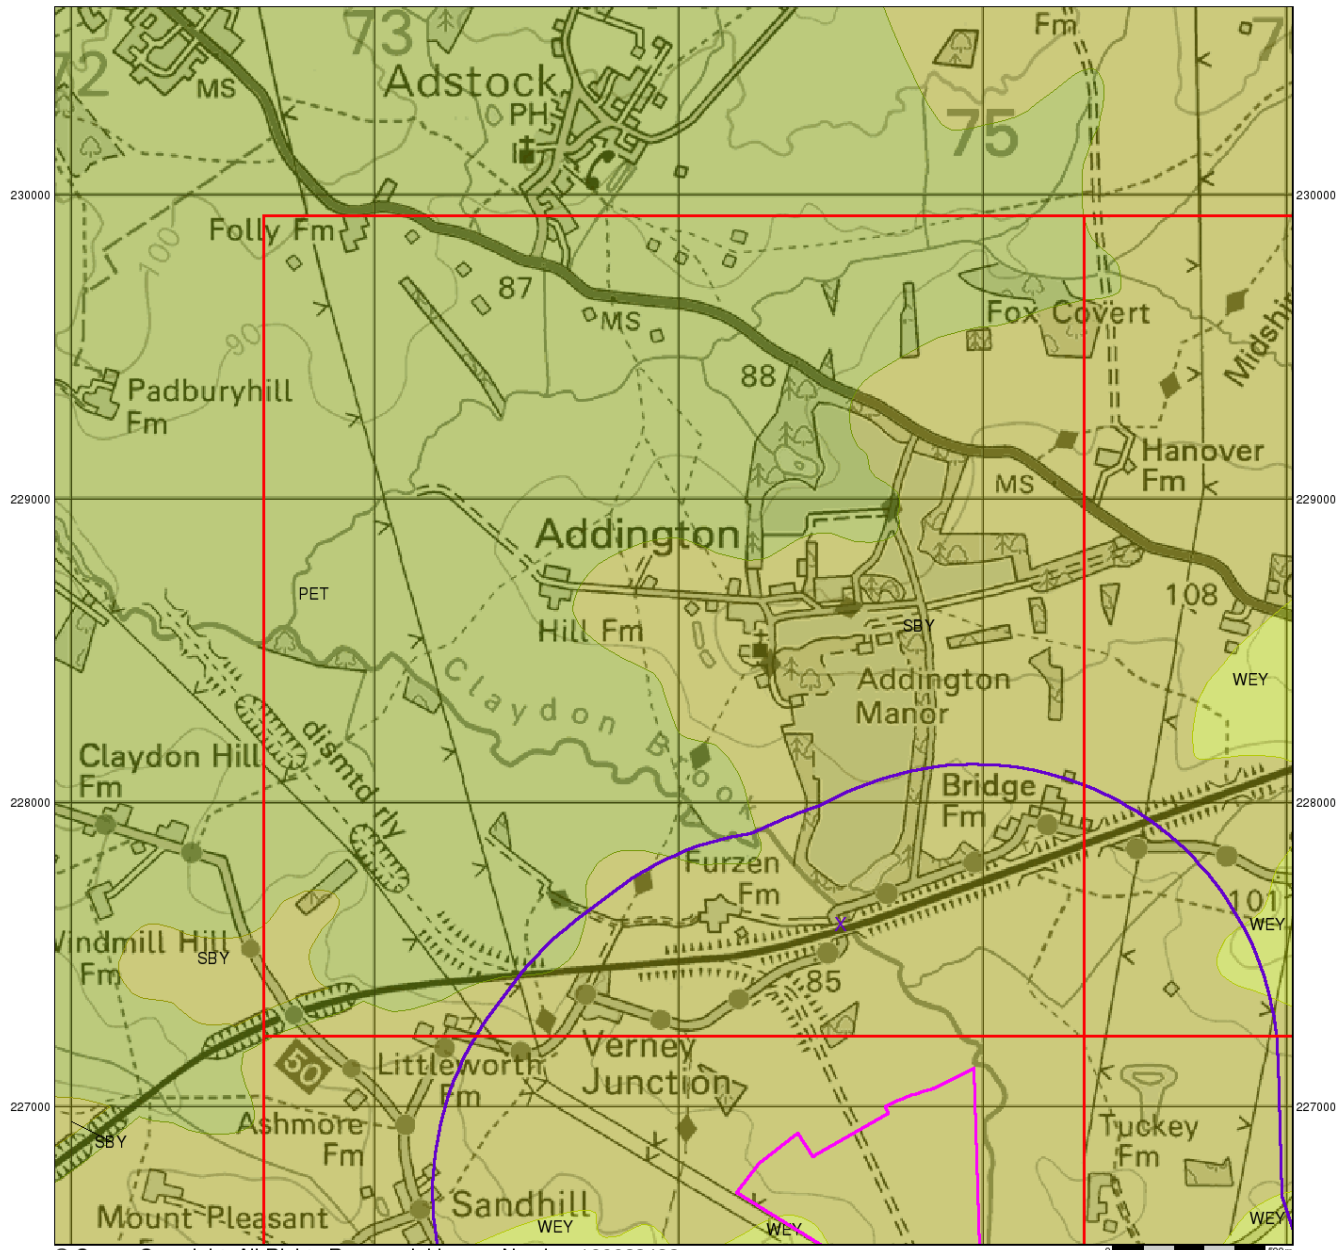 Fm
72
73
7
MS
Adstock
PH
75
230000
230000
Folly Fm
87
MS
Fox Covert
Midshir
90
100
88
Padburyhill
Fm
Hanover
Fm
MS
229000
229000
Addington
PET
108
Hill Fm
SBY
WEY
Claydon Brook
Addington
Manor
dismtd rly
Claydon Hill
Fm
Bridge
Fm
228000
228000
Furzen
Fm
101
WEY
X
Windmill Hill
SBY
Fm
85
Verney
Junction
50
Littleworth
Fm
227000
227000
Ashmore
Fm
SBY
Tuckey
Fm
Sandhill
Mount Pleasant
WEY
WEY
WEY